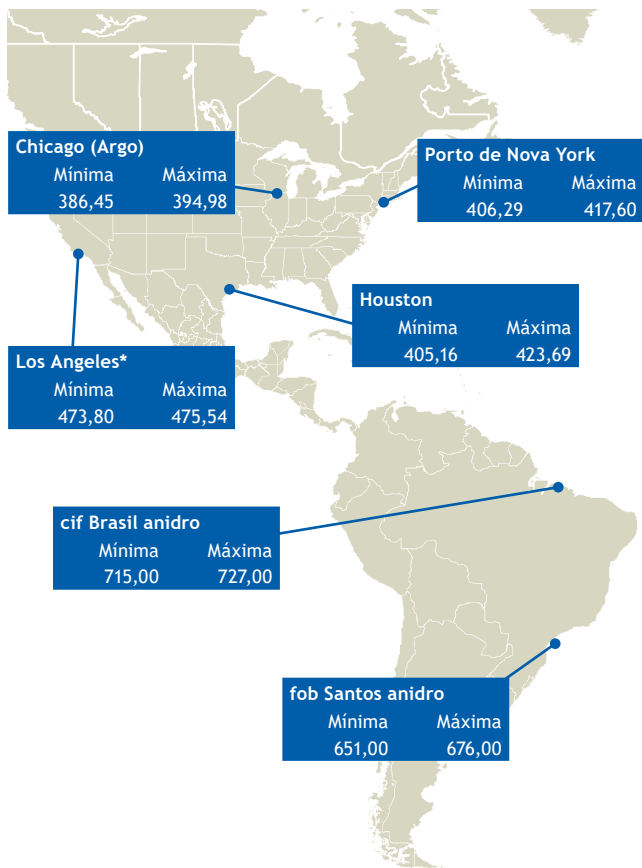 Chicago (Argo)
Mínima Máxima
386,45 394,98
Porto de Nova York
Mínima Máxima
406,29 417,60
Houston
Mínima Máxima
405,16 423,69
Los Angeles*
Mínima Máxima
473,80 475,54
cif Brasil anidro
Mínima Máxima
715,00 727,00
fob Santos anidro
Mínima Máxima
651,00 676,00